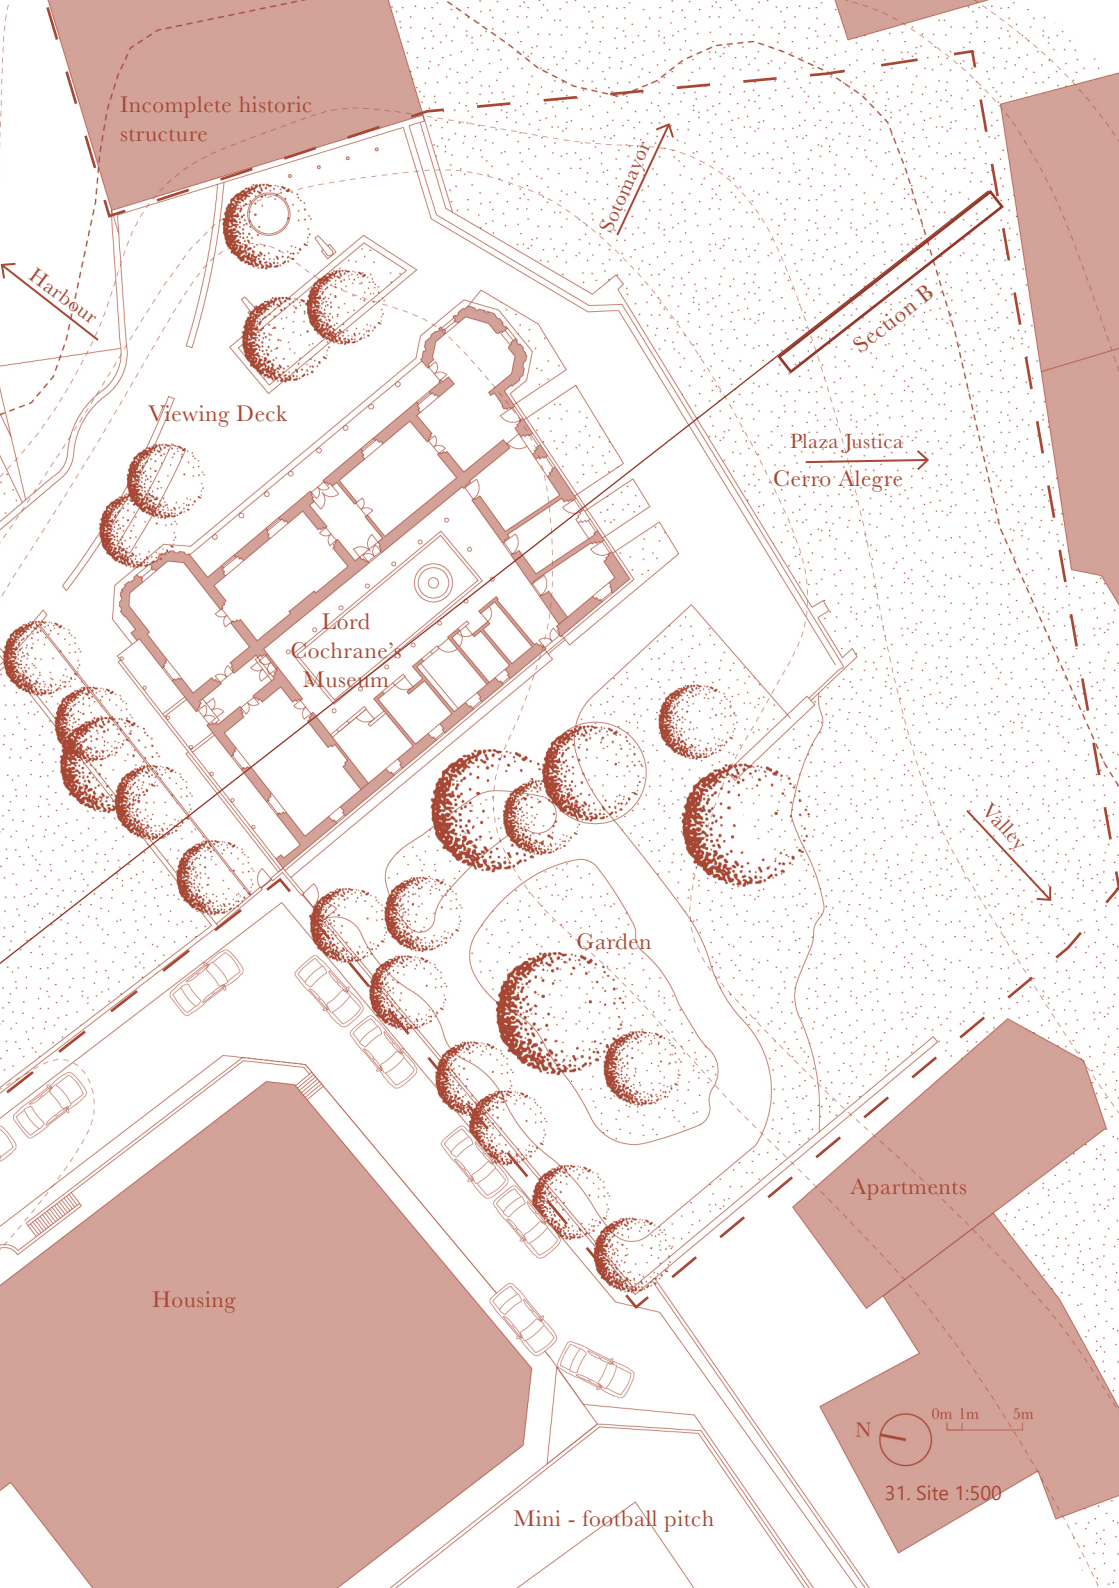 Incomplete historic
structure
Sotomayor
Harbour
Section B
Viewing Deck
Plaza Justica
Cerro Alegre
Lord
Cochrane's
Museum
Valley
Garden
Apartments
Housing
N
0m 1m 5m
31. Site 1:500
Mini - football pitch